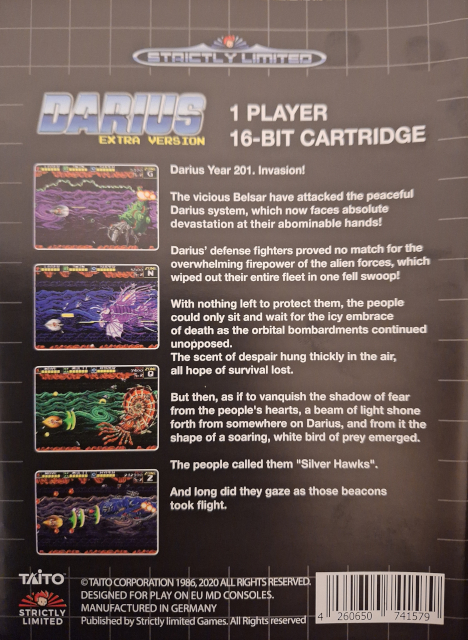 STRICTLY LIMITED
DARIUS
EXTRA VERSION
1 PLAYER
16-BIT CARTRIDGE
Darius Year 201. Invasion!
The vicious Belsar have attacked the peaceful
Darius system, which now faces absolute
devastation at their abominable hands!
Darius' defense fighters proved no match for the
overwhelming firepower of the alien forces, which
wiped out their entire fleet in one fell swoop!
With nothing left to protect them, the people
could only sit and wait for the icy embrace
of death as the orbital bombardments continued
unopposed.
The scent of despair hung thickly in the air,
all hope of survival lost.
But then, as if to vanquish the shadow of fear
from the people's hearts, a beam of light shone
forth from somewhere on Darius, and from it the
shape of a soaring, white bird of prey emerged.
The people called them "Silver Hawks".
And long did they gaze as those beacons
took flight.
TAITO
STRICTLY
LIMITED
© TAITO CORPORATION 1986, 2020 ALL RIGHTS RESERVED.
DESIGNED FOR PLAY ON EU MD CONSOLES.
MANUFACTURED IN GERMANY
Published by Strictly limited Games. All Rights reserved
4 260650 741579